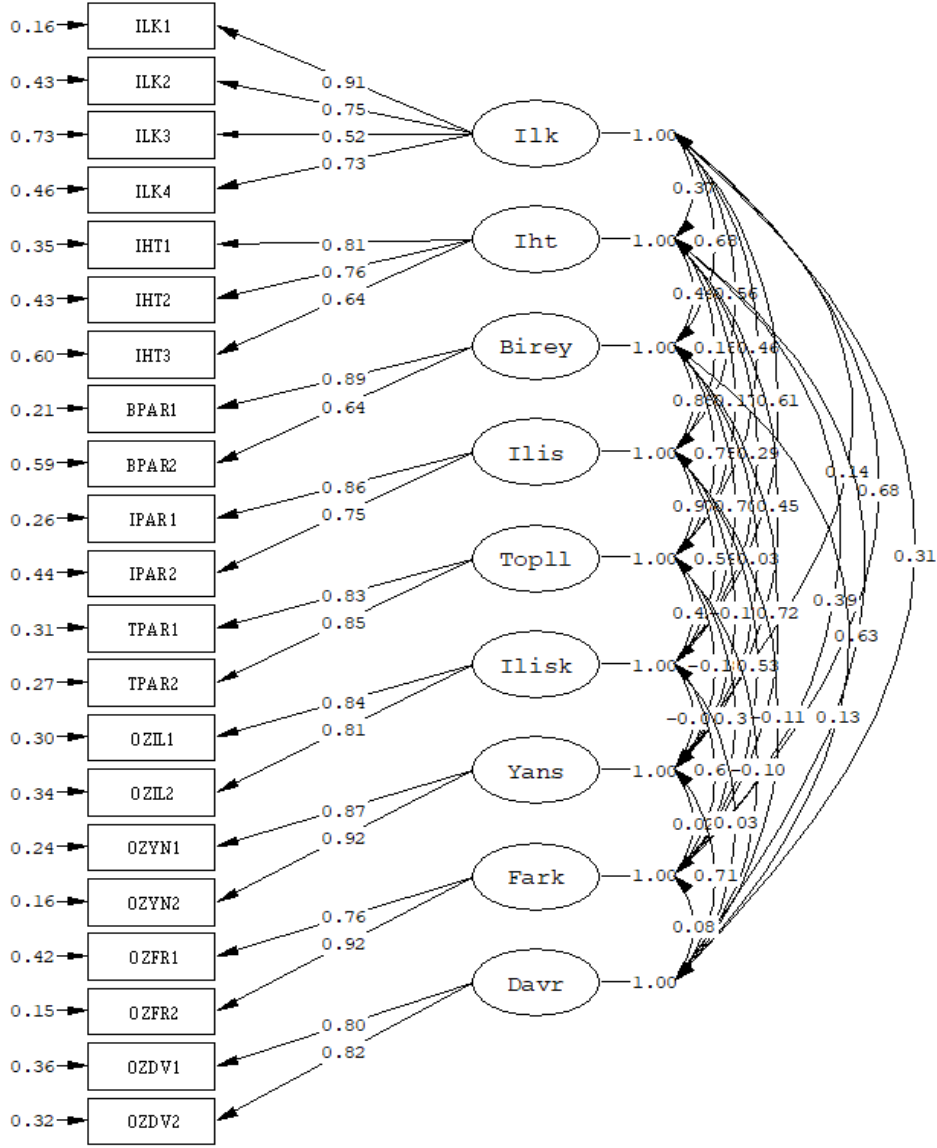 0.16 ILK1
0.91
0.43 ILK2
0.75
0.73 ILK3
0.52
Ilk 1.00
0.46 ILK4
0.73
0.37
0.35 IHT1
0.81
Iht 1.00
0.43 IHT2
0.76
0.56
0.60 IHT3
0.64
Birey 1.00
0.46
0.21 BPAR1
0.89
0.61
0.59 BPAR2
0.64
Ilis 1.00
0.29
0.14
0.68
0.26 IPAR1
0.86
0.45
0.44 IPAR2
0.75
Topll 1.00
0.03
0.31
0.31 TPAR1
0.83
0.72
0.39
0.63
0.27 TPAR2
0.85
Ilisk 1.00
0.53
0.30 OZIL1
0.84
-0.11
0.13
0.34 OZIL2
0.81
Yans 1.00
-0.10
0.24 OZYN1
0.87
0.03
0.16 OZYN2
0.92
Fark 1.00
0.71
0.42 OZFR1
0.76
0.08
0.15 OZFR2
0.92
Davr 1.00
0.36 OZDV1
0.80
0.32 OZDV2
0.82